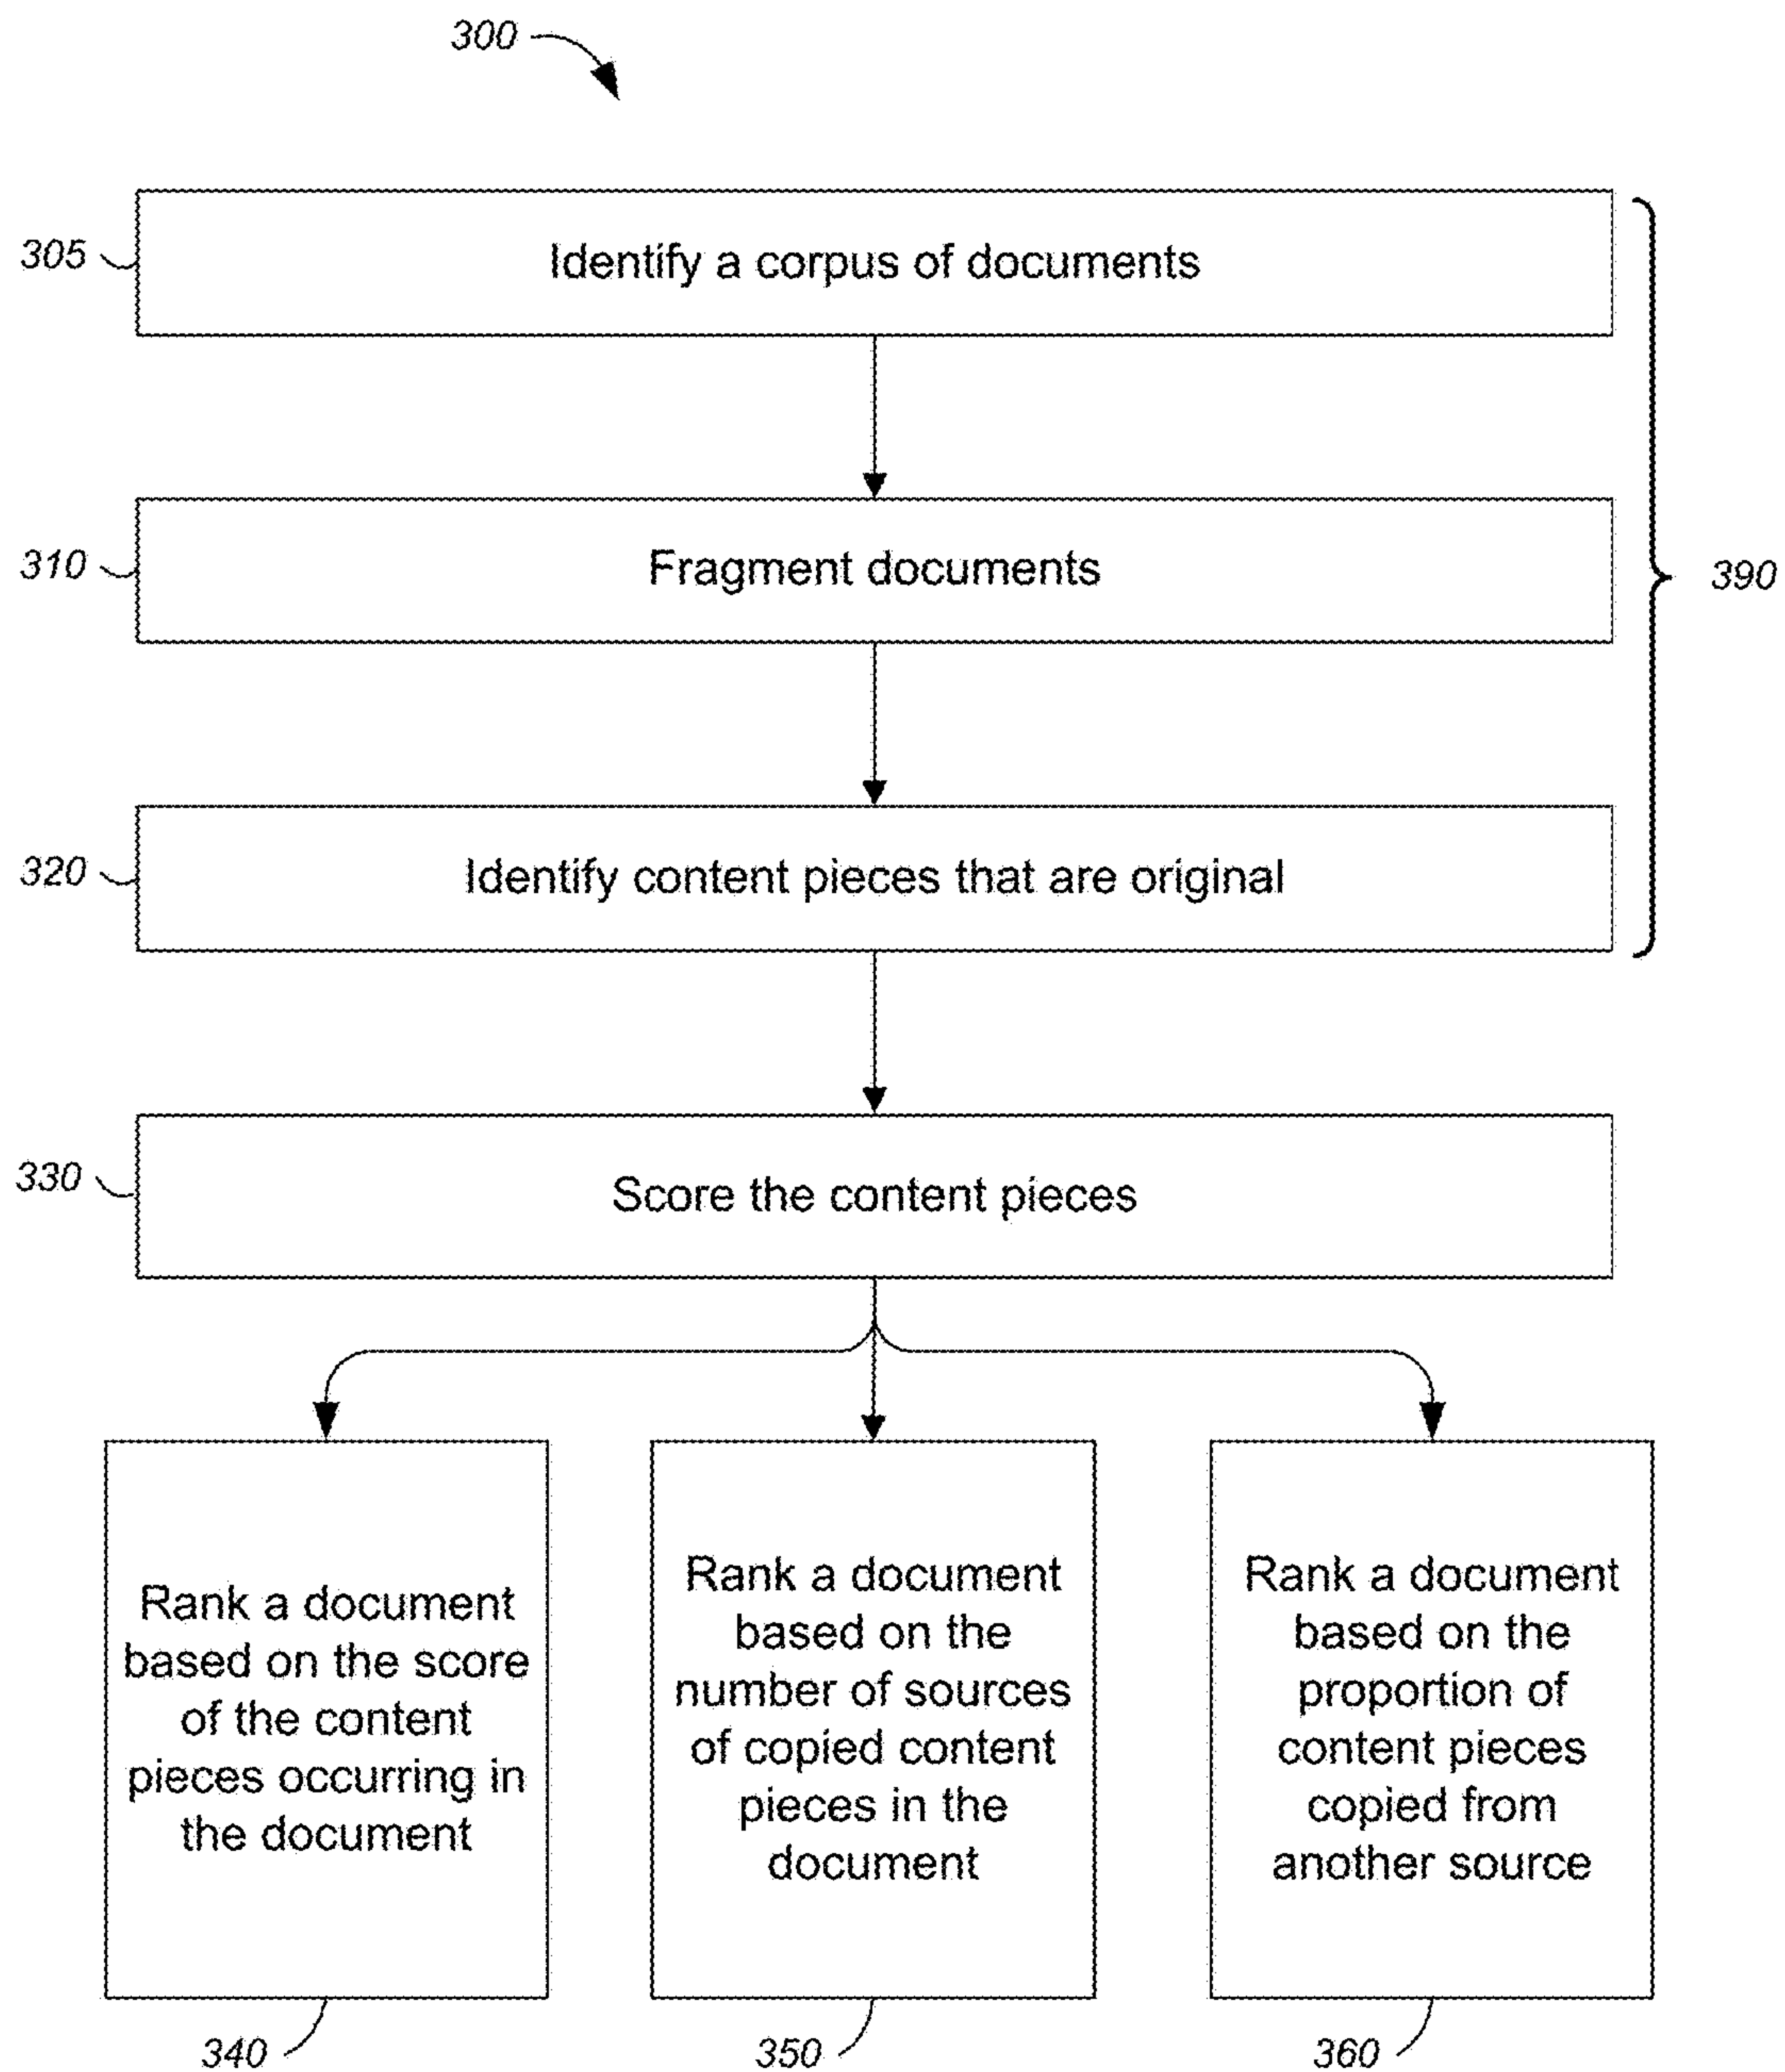 300
305
Identify a corpus of documents
310
Fragment documents
390
320
Identify content pieces that are original
330
Score the content pieces
Rank a document
based on the score
of the content
pieces occurring in
the document
Rank a document
based on the
number of sources
of copied content
pieces in the
document
Rank a document
based on the
proportion of
content pieces
copied from
another source
340
350
360